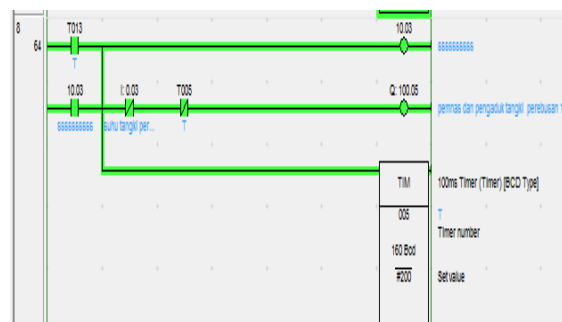 8
T013
10.03
64
ssssssssss
T
10.03
I: 0.03
T005
Q: 100.05
ssssssssss
suhu tangki per...
T
pemnas dan pengaduk tangki perebusan 1
TIM
100ms Timer (Timer) [BCD Type]
005
T
Timer number
160 Bcd
#200
Set value